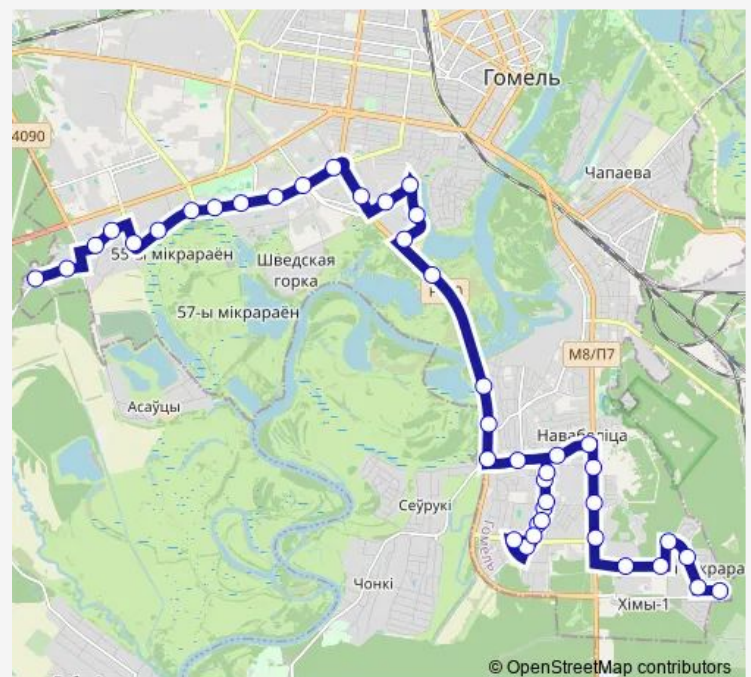 Гомель
4090
Чапаева
55-ы мікрараён
Шведская
горка
57-ы мікрараён
М8/П7
Асаўцы
Навабеліца
Сеўрукі
Гомель
Чонкі
Хімы-1
© OpenStreetMap contributors